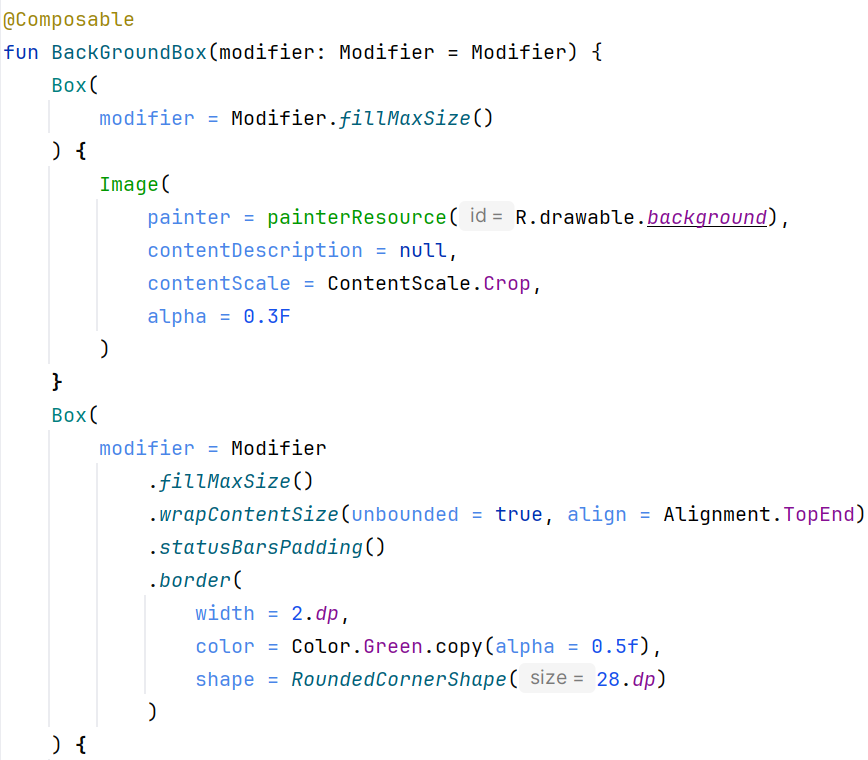 @Composable
fun BackGroundBox(modifier: Modifier = Modifier) {
    Box(
        modifier = Modifier.fillMaxSize()
    ) {
        Image(
            painter = painterResource( id = R.drawable.background),
            contentDescription = null,
            contentScale = ContentScale.Crop,
            alpha = 0.3F
        )
    }
    Box(
        modifier = Modifier
            .fillMaxSize()
            .wrapContentSize(unbounded = true, align = Alignment.TopEnd)
            .statusBarsPadding()
            .border(
                width = 2.dp,
                color = Color.Green.copy(alpha = 0.5f),
                shape = RoundedCornerShape( size = 28.dp)
            )
    ) {